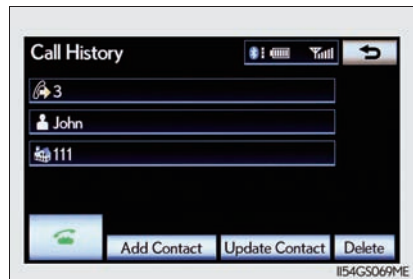 Call History
3
John
111
Add Contact Update Contact Delete
II54GS069ME